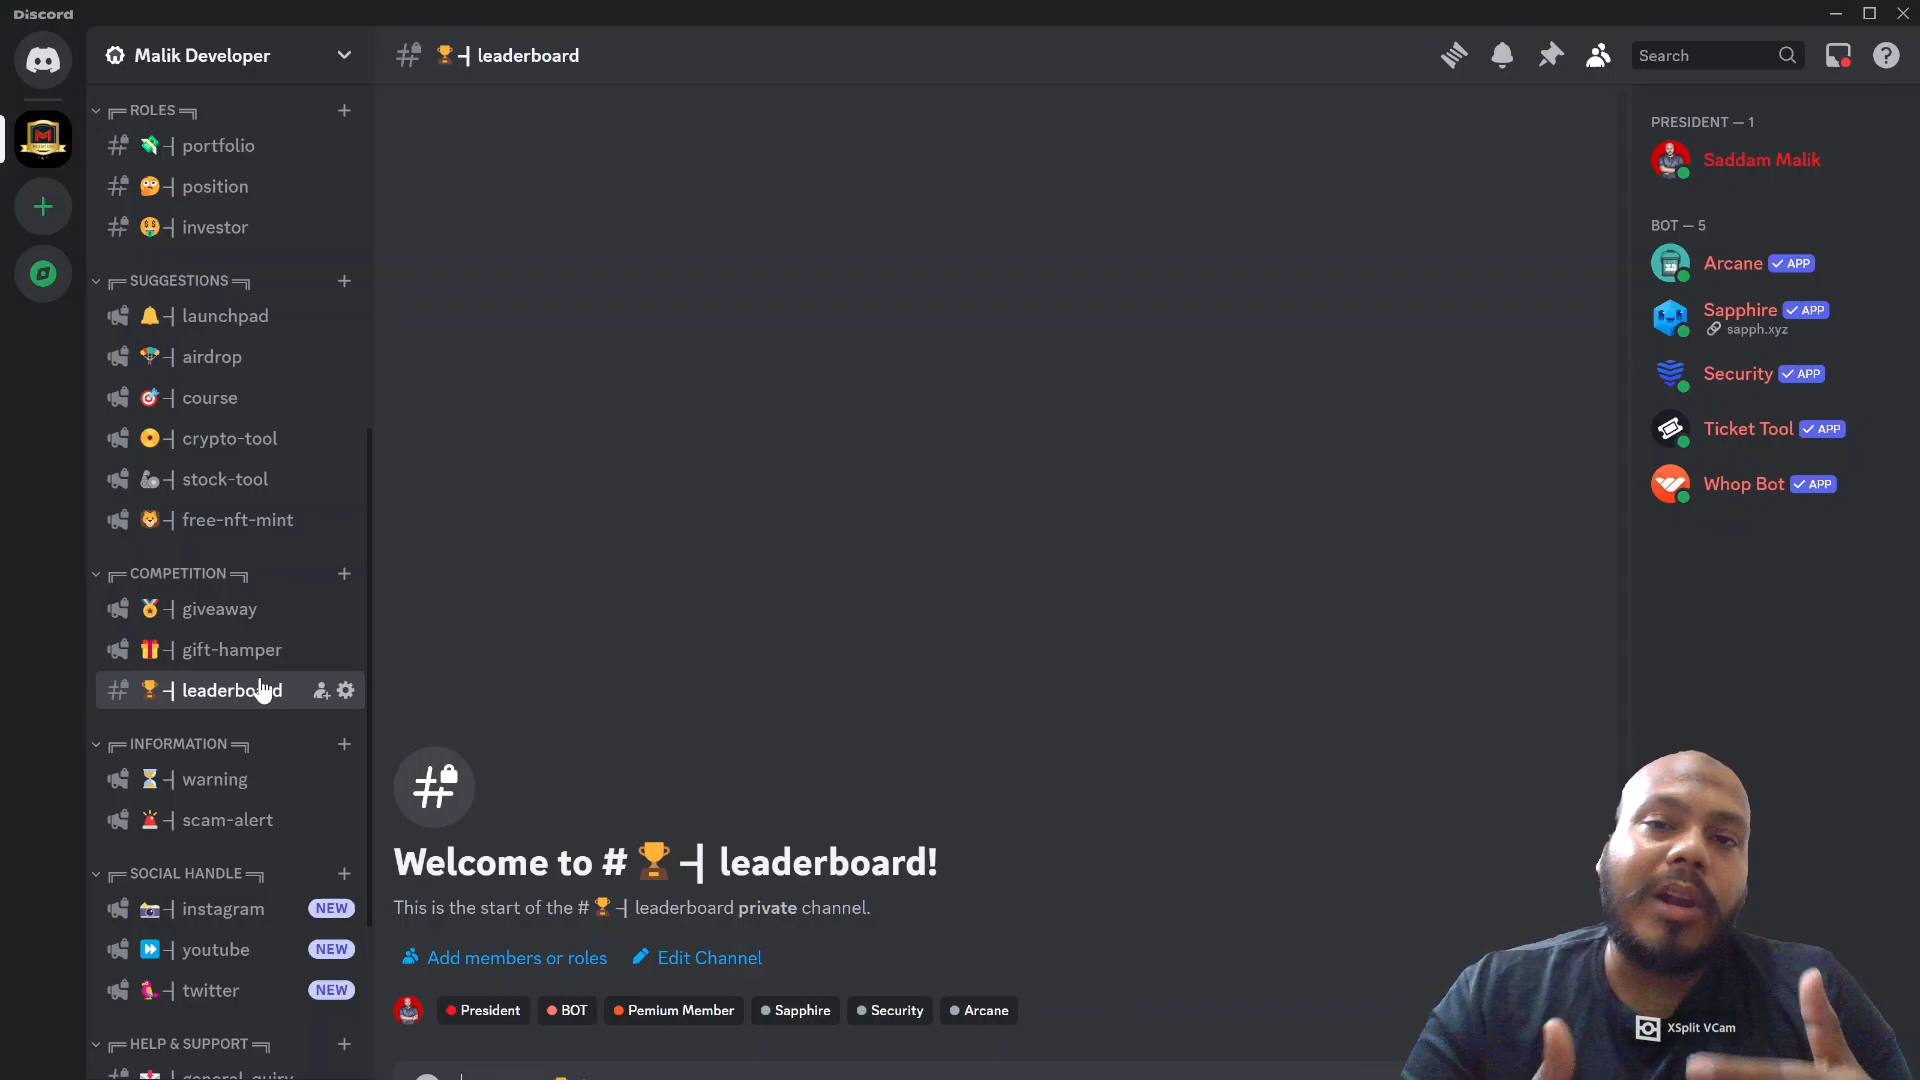 Discord
Malik Developer
leaderboard
Search
ROLES
portfolio
position
investor
SUGGESTIONS
launchpad
airdrop
course
crypto-tool
stock-tool
free-nft-mint
COMPETITION
giveaway
gift-hamper
leaderboard
INFORMATION
warning
scam-alert
SOCIAL HANDLE
instagram NEW
youtube NEW
twitter NEW
HELP & SUPPORT
Welcome to # leaderboard!
This is the start of the # leaderboard private channel.
Add members or roles Edit Channel
President BOT Pemium Member Sapphire Security Arcane
PRESIDENT — 1
Saddam Malik
BOT — 5
Arcane APP
Sapphire APP
sapph.xyz
Security APP
Ticket Tool APP
Whop Bot APP
XSplit VCam